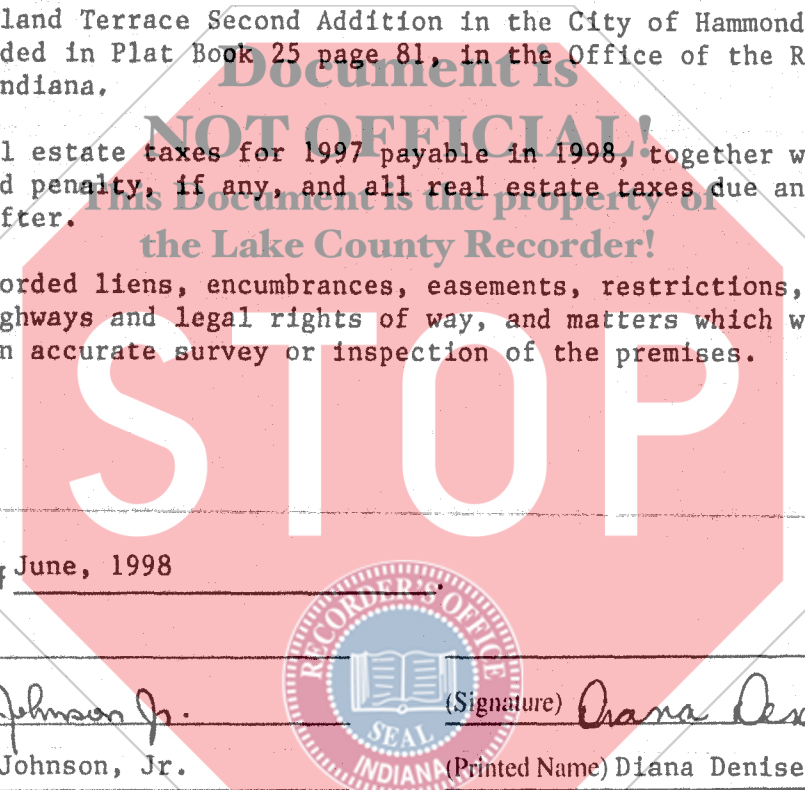 land Terrace Second Addition in the City of Hammond
ded in Plat Book 25 page 81, in the Office of the R
ndiana.
Document is
NOT OFFICIAL!
l estate taxes for 1997 payable in 1998, together w
d penalty, if any, and all real estate taxes due an
This Document is the property of
fter.
the Lake County Recorder!
orded liens, encumbrances, easements, restrictions,
ghways and legal rights of way, and matters which w
n accurate survey or inspection of the premises.
STOP
f June, 1998 .
RECORDER'S OFFICE
Johnson Jr.
(Signature) Diana Den
SEAL
Johnson, Jr.
(Printed Name) Diana Denise
INDIANA